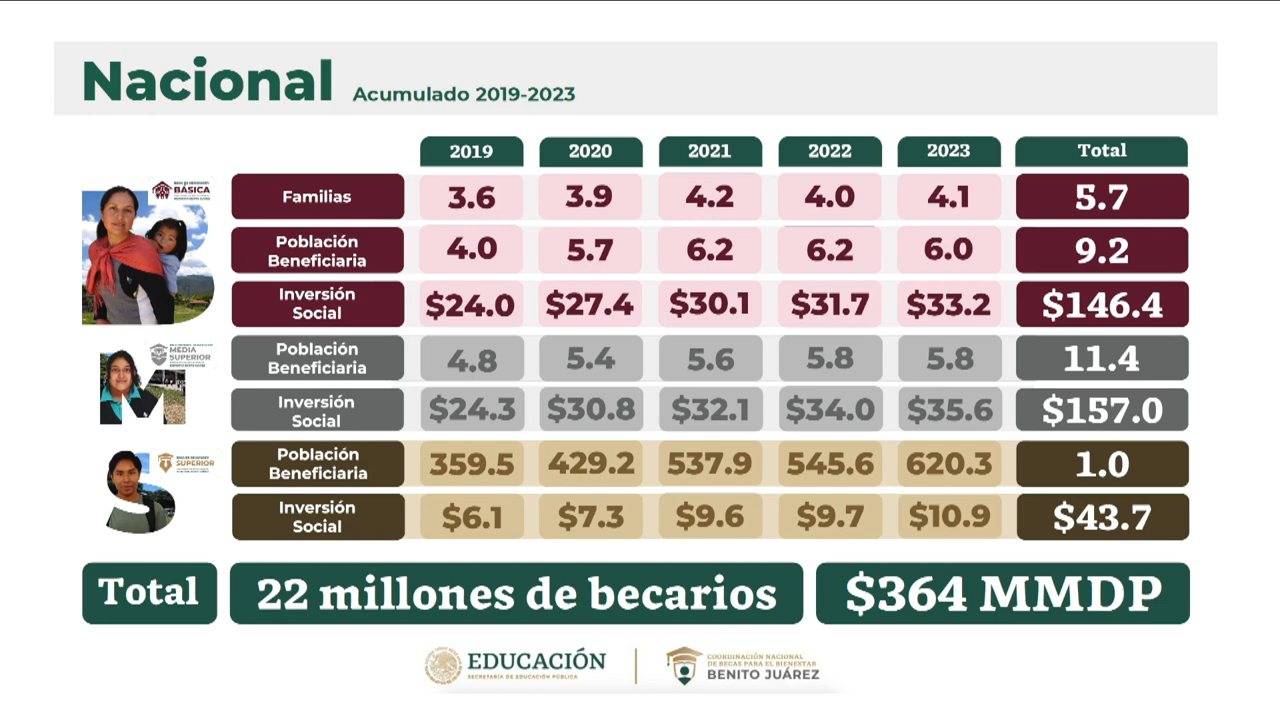 Nacional Acumulado 2019-2023
2019 2020 2021 2022 2023 Total
BÁSICA
Familias 3.6 3.9 4.2 4.0 4.1 5.7
Población
Beneficiaria 4.0 5.7 6.2 6.2 6.0 9.2
Inversión
Social $24.0 $27.4 $30.1 $31.7 $33.2 $146.4
MEDIA
SUPERIOR
Población
Beneficiaria 4.8 5.4 5.6 5.8 5.8 11.4
Inversión
Social $24.3 $30.8 $32.1 $34.0 $35.6 $157.0
SUPERIOR
Población
Beneficiaria 359.5 429.2 537.9 545.6 620.3 1.0
Inversión
Social $6.1 $7.3 $9.6 $9.7 $10.9 $43.7
Total 22 millones de becarios $364 MMDP
EDUCACIÓN
SECRETARÍA DE EDUCACIÓN PÚBLICA
COORDINACIÓN NACIONAL
DE BECAS PARA EL BIENESTAR
BENITO JUÁREZ